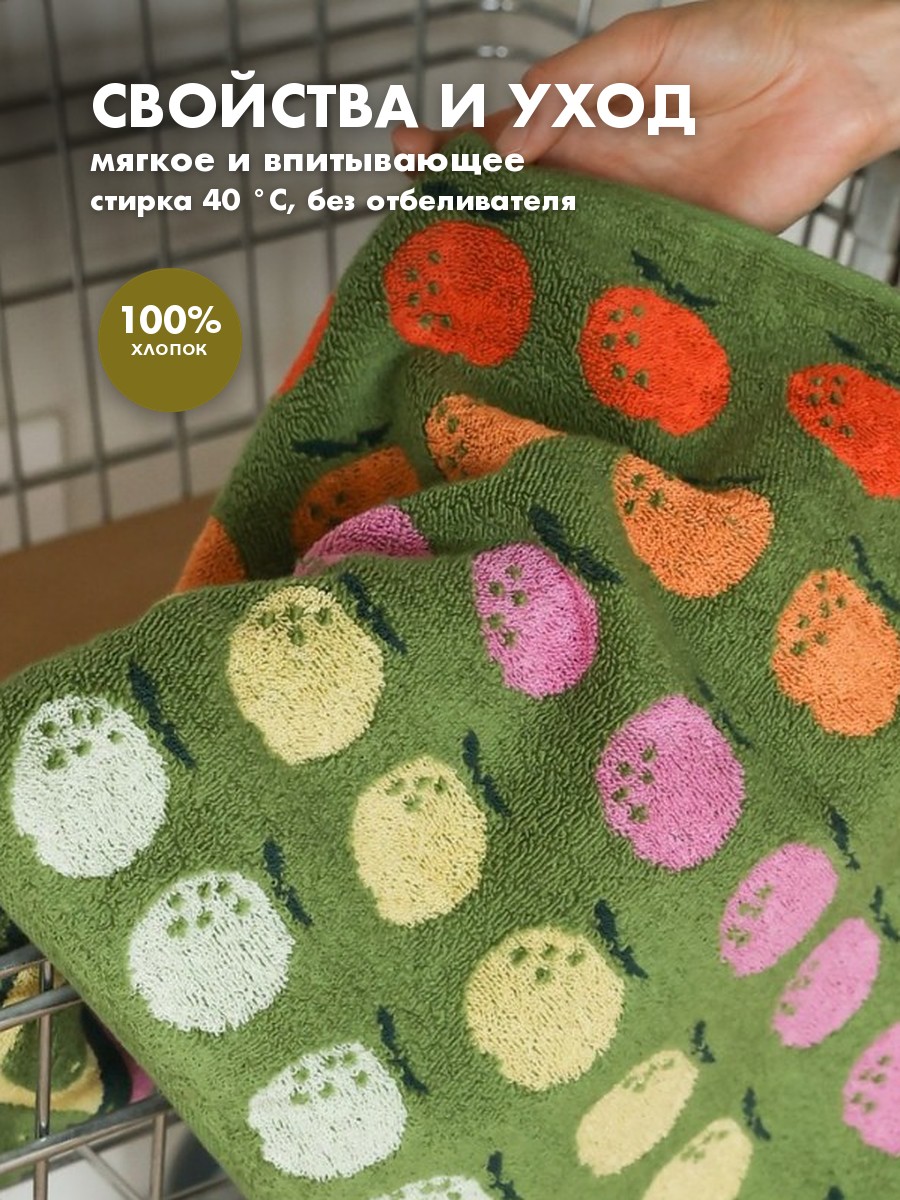 СВОЙСТВА И УХОД
мягкое и впитывающее
стирка 40 °C, без отбеливателя
100%
ХЛОПОК